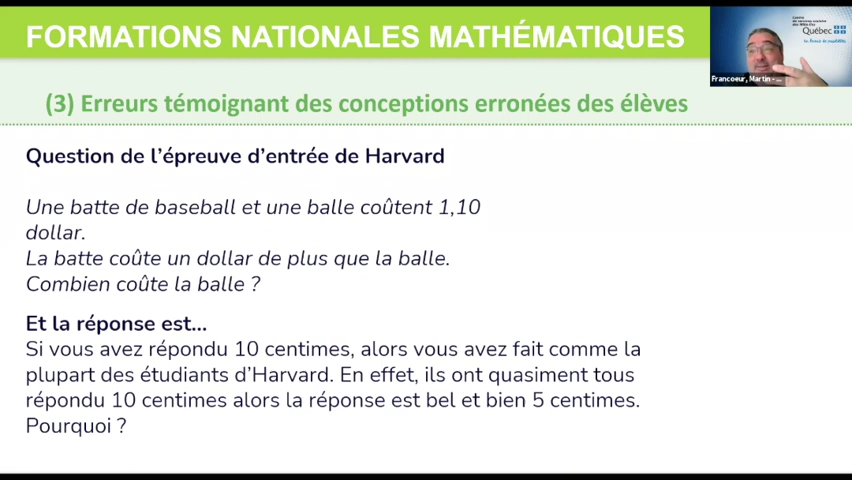 FORMATIONS NATIONALES MATHÉMATIQUES
Québec
Francoeur, Martin - ...
(3) Erreurs témoignant des conceptions erronées des élèves
Question de l'épreuve d'entrée de Harvard
Une batte de baseball et une balle coûtent 1,10
dollar.
La batte coûte un dollar de plus que la balle.
Combien coûte la balle ?
Et la réponse est...
Si vous avez répondu 10 centimes, alors vous avez fait comme la
plupart des étudiants d'Harvard. En effet, ils ont quasiment tous
répondu 10 centimes alors la réponse est bel et bien 5 centimes.
Pourquoi ?